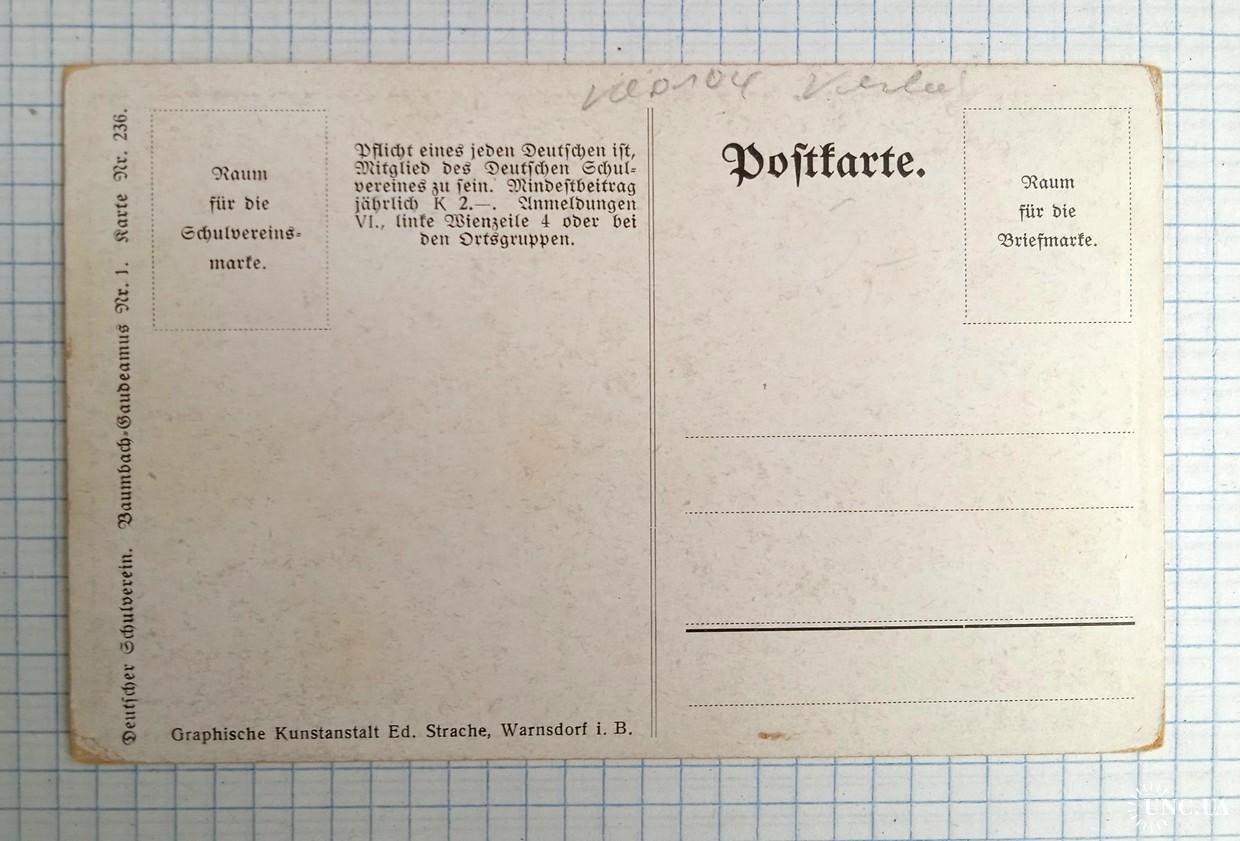 Deutscher Schulverein. Baumbach-Gaudeamus Nr. 1. Karte Nr. 236.
Raum
für die
Schulvereins-
marke.
Pflicht eines jeden Deutschen ist,
Mitglied des Deutschen Schul-
vereines zu sein. Mindestbeitrag
jährlich K 2.—. Anmeldungen
VI., linke Wienzeile 4 oder bei
den Ortsgruppen.
Graphische Kunstanstalt Ed. Strache, Warnsdorf i. B.
Postkarte.
Raum
für die
Briefmarke.
UNC.UA